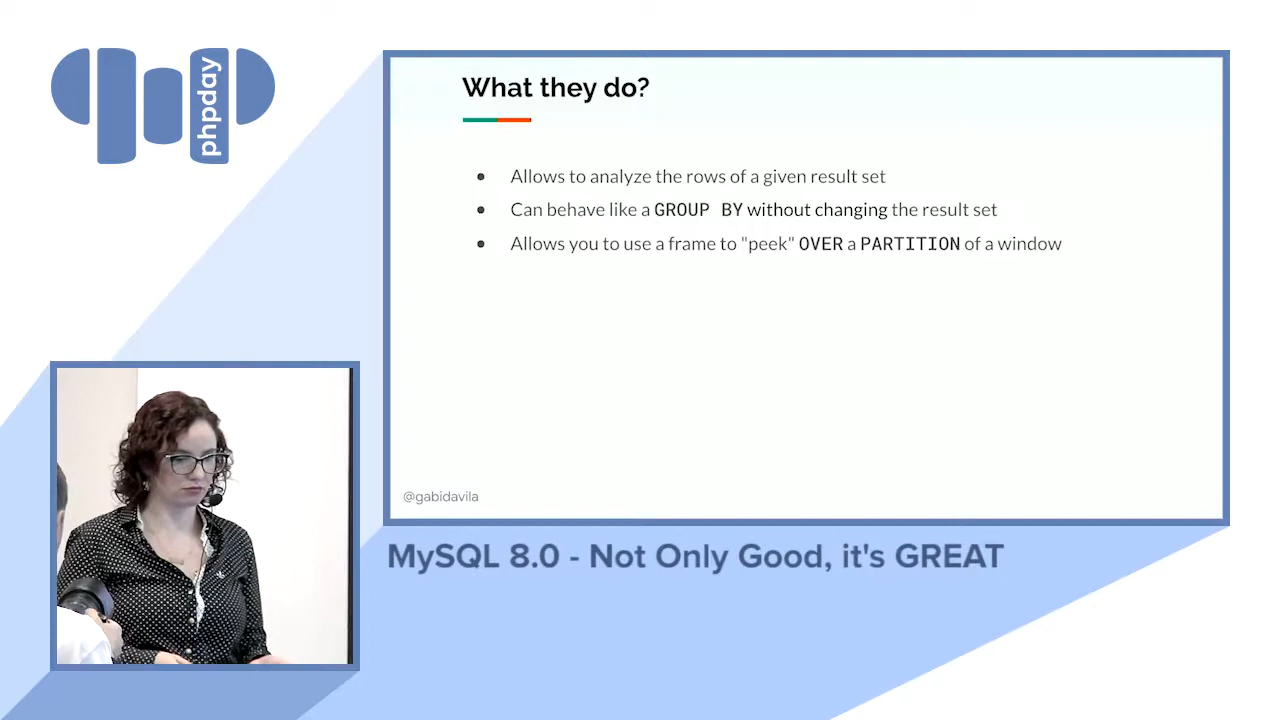 phpday
What they do?
Allows to analyze the rows of a given result set
Can behave like a GROUP BY without changing the result set
Allows you to use a frame to "peek" OVER a PARTITION of a window
@gabidavila
MySQL 8.0 - Not Only Good, it's GREAT